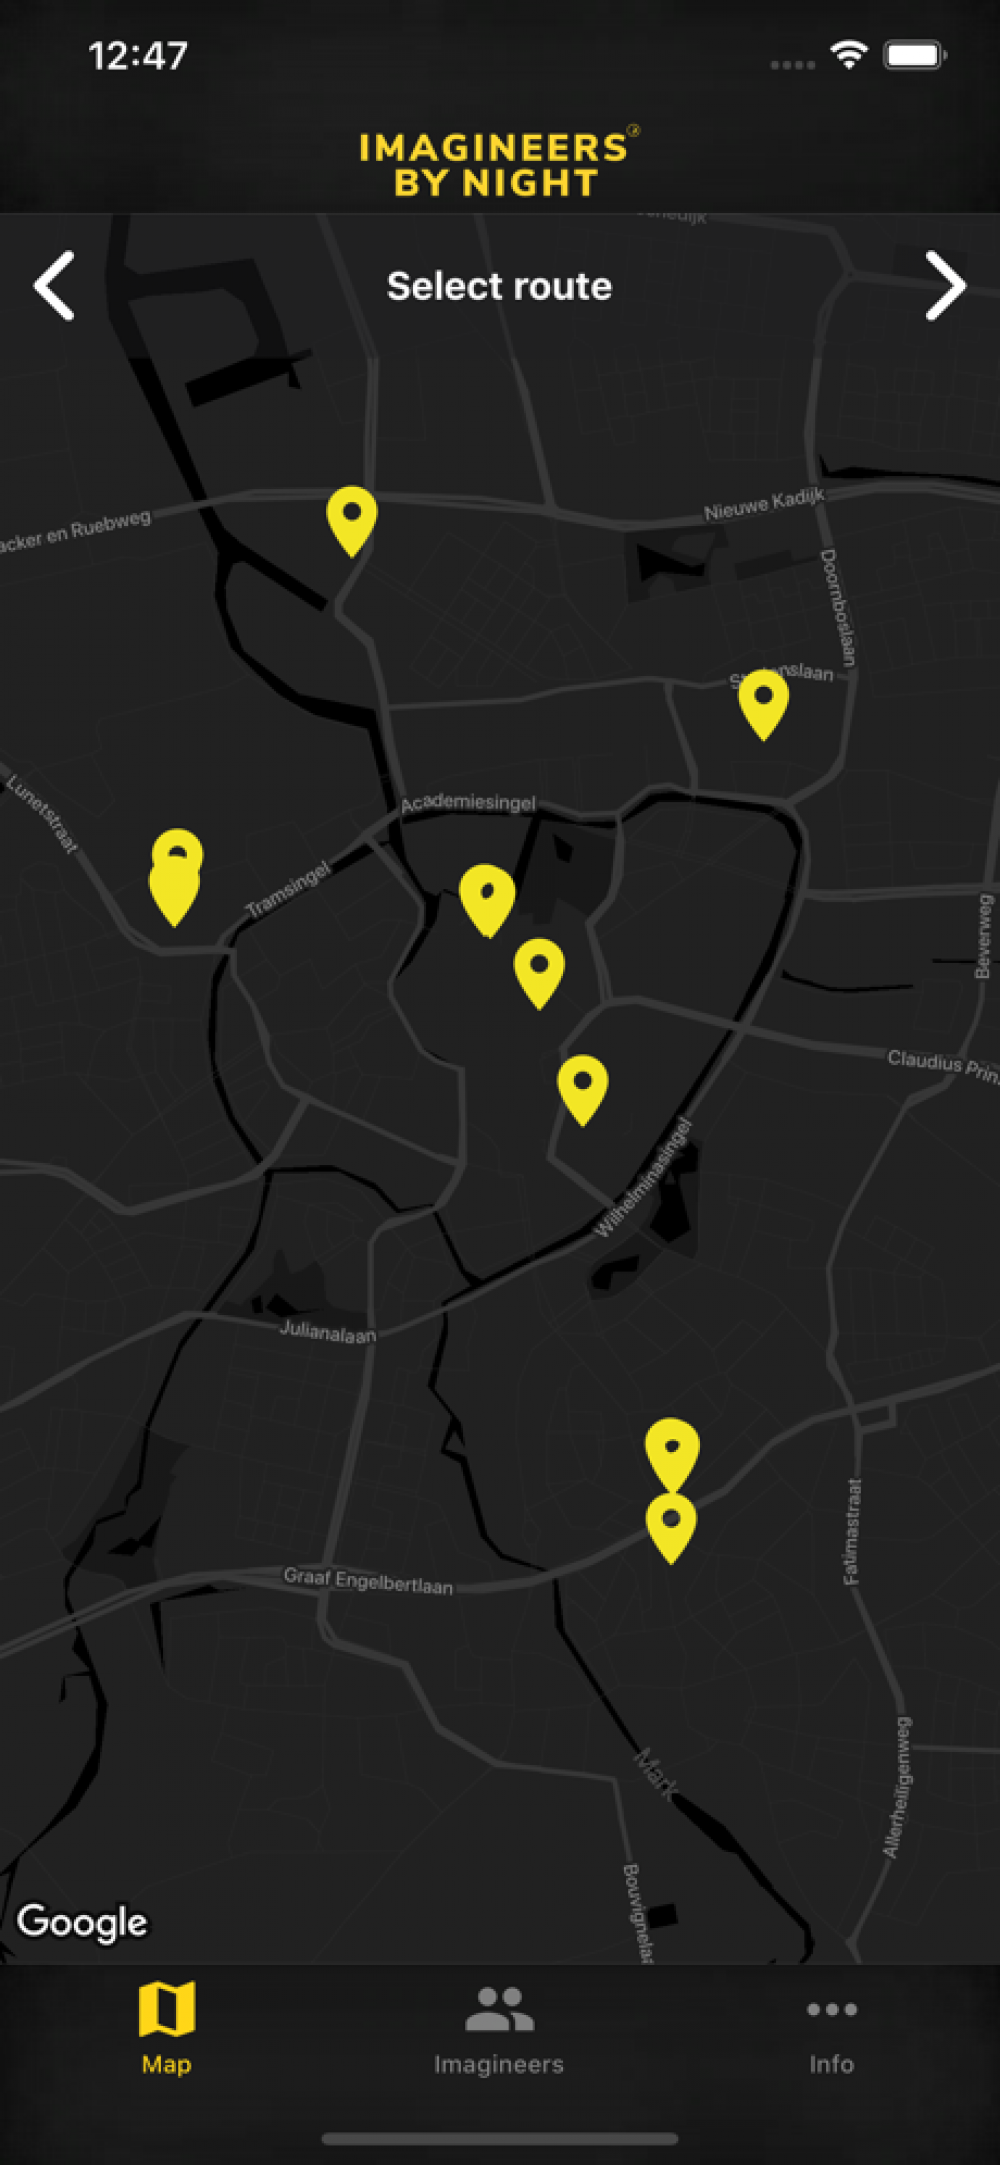 12:47
IMAGINEERS
BY NIGHT
Select route
Nieuwe Kadijk
acker en Ruebweg
Doornboslaan
Lunetstraat
Academiesingel
Tramsingel
Beverweg
Claudius Prin
Wilhelminasingel
Julianalaan
Fatimastraat
Graaf Engelbertlaan
Mark
Allerheiligenweg
Bouvignelaa
Google
Map
Imagineers
Info